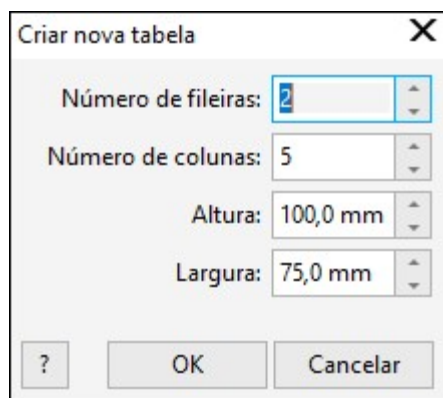 Criar nova tabela
Número de fileiras: 2
Número de colunas: 5
Altura: 100,0 mm
Largura: 75,0 mm
? OK Cancelar